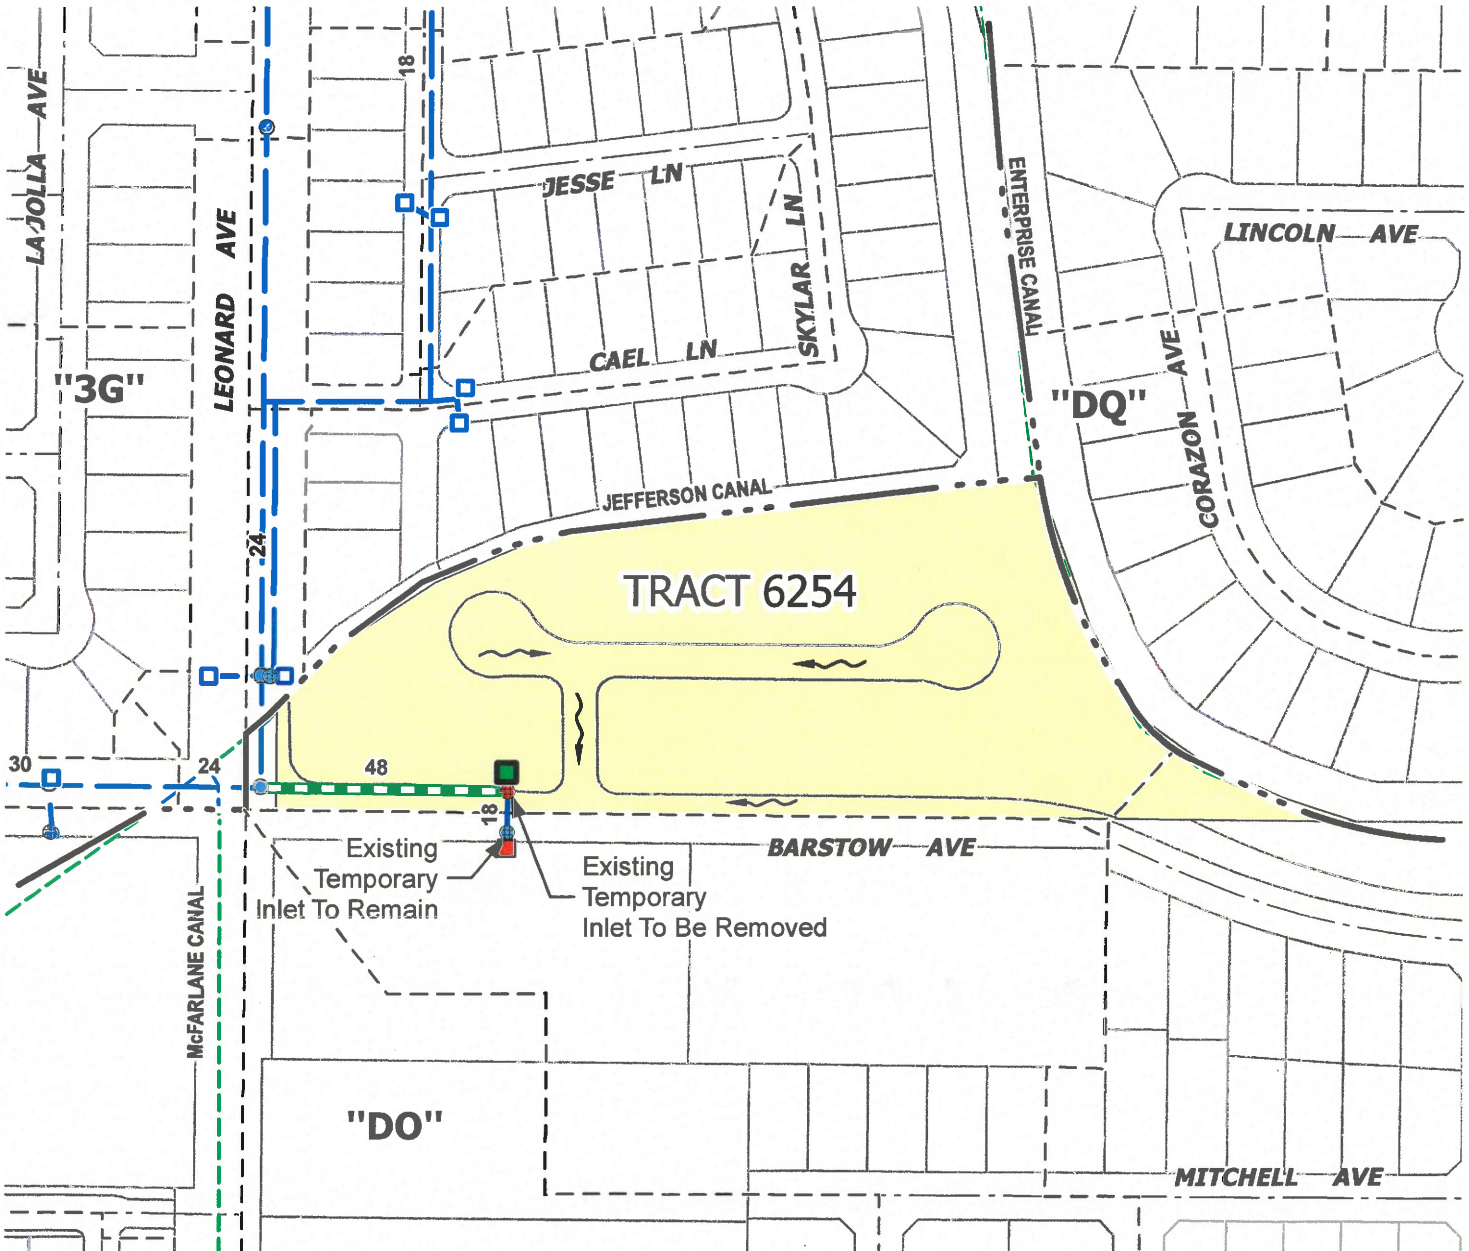 18
LA JOLLA AVE
LEONARD AVE
JESSE LN
SKYLAR LN
CAEL LN
ENTERPRISE CANAL
LINCOLN AVE
CORAZON AVE
"3G"
"DQ"
JEFFERSON CANAL
24
TRACT 6254
30
24
48
18
Existing
Temporary
Inlet To Remain
Existing
Temporary
Inlet To Be Removed
BARSTOW AVE
McFARLANE CANAL
"DO"
MITCHELL AVE